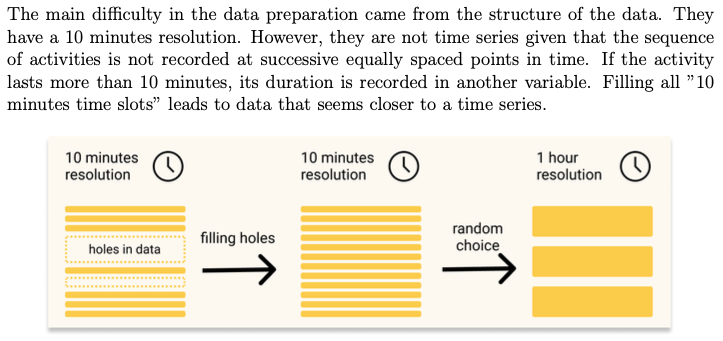 The main difficulty in the data preparation came from the structure of the data. They
have a 10 minutes resolution. However, they are not time series given that the sequence
of activities is not recorded at successive equally spaced points in time. If the activity
lasts more than 10 minutes, its duration is recorded in another variable. Filling all ”10
minutes time slots” leads to data that seems closer to a time series.
10 minutes
resolution
holes in data
filling holes
10 minutes
resolution
random
choice
1 hour
resolution